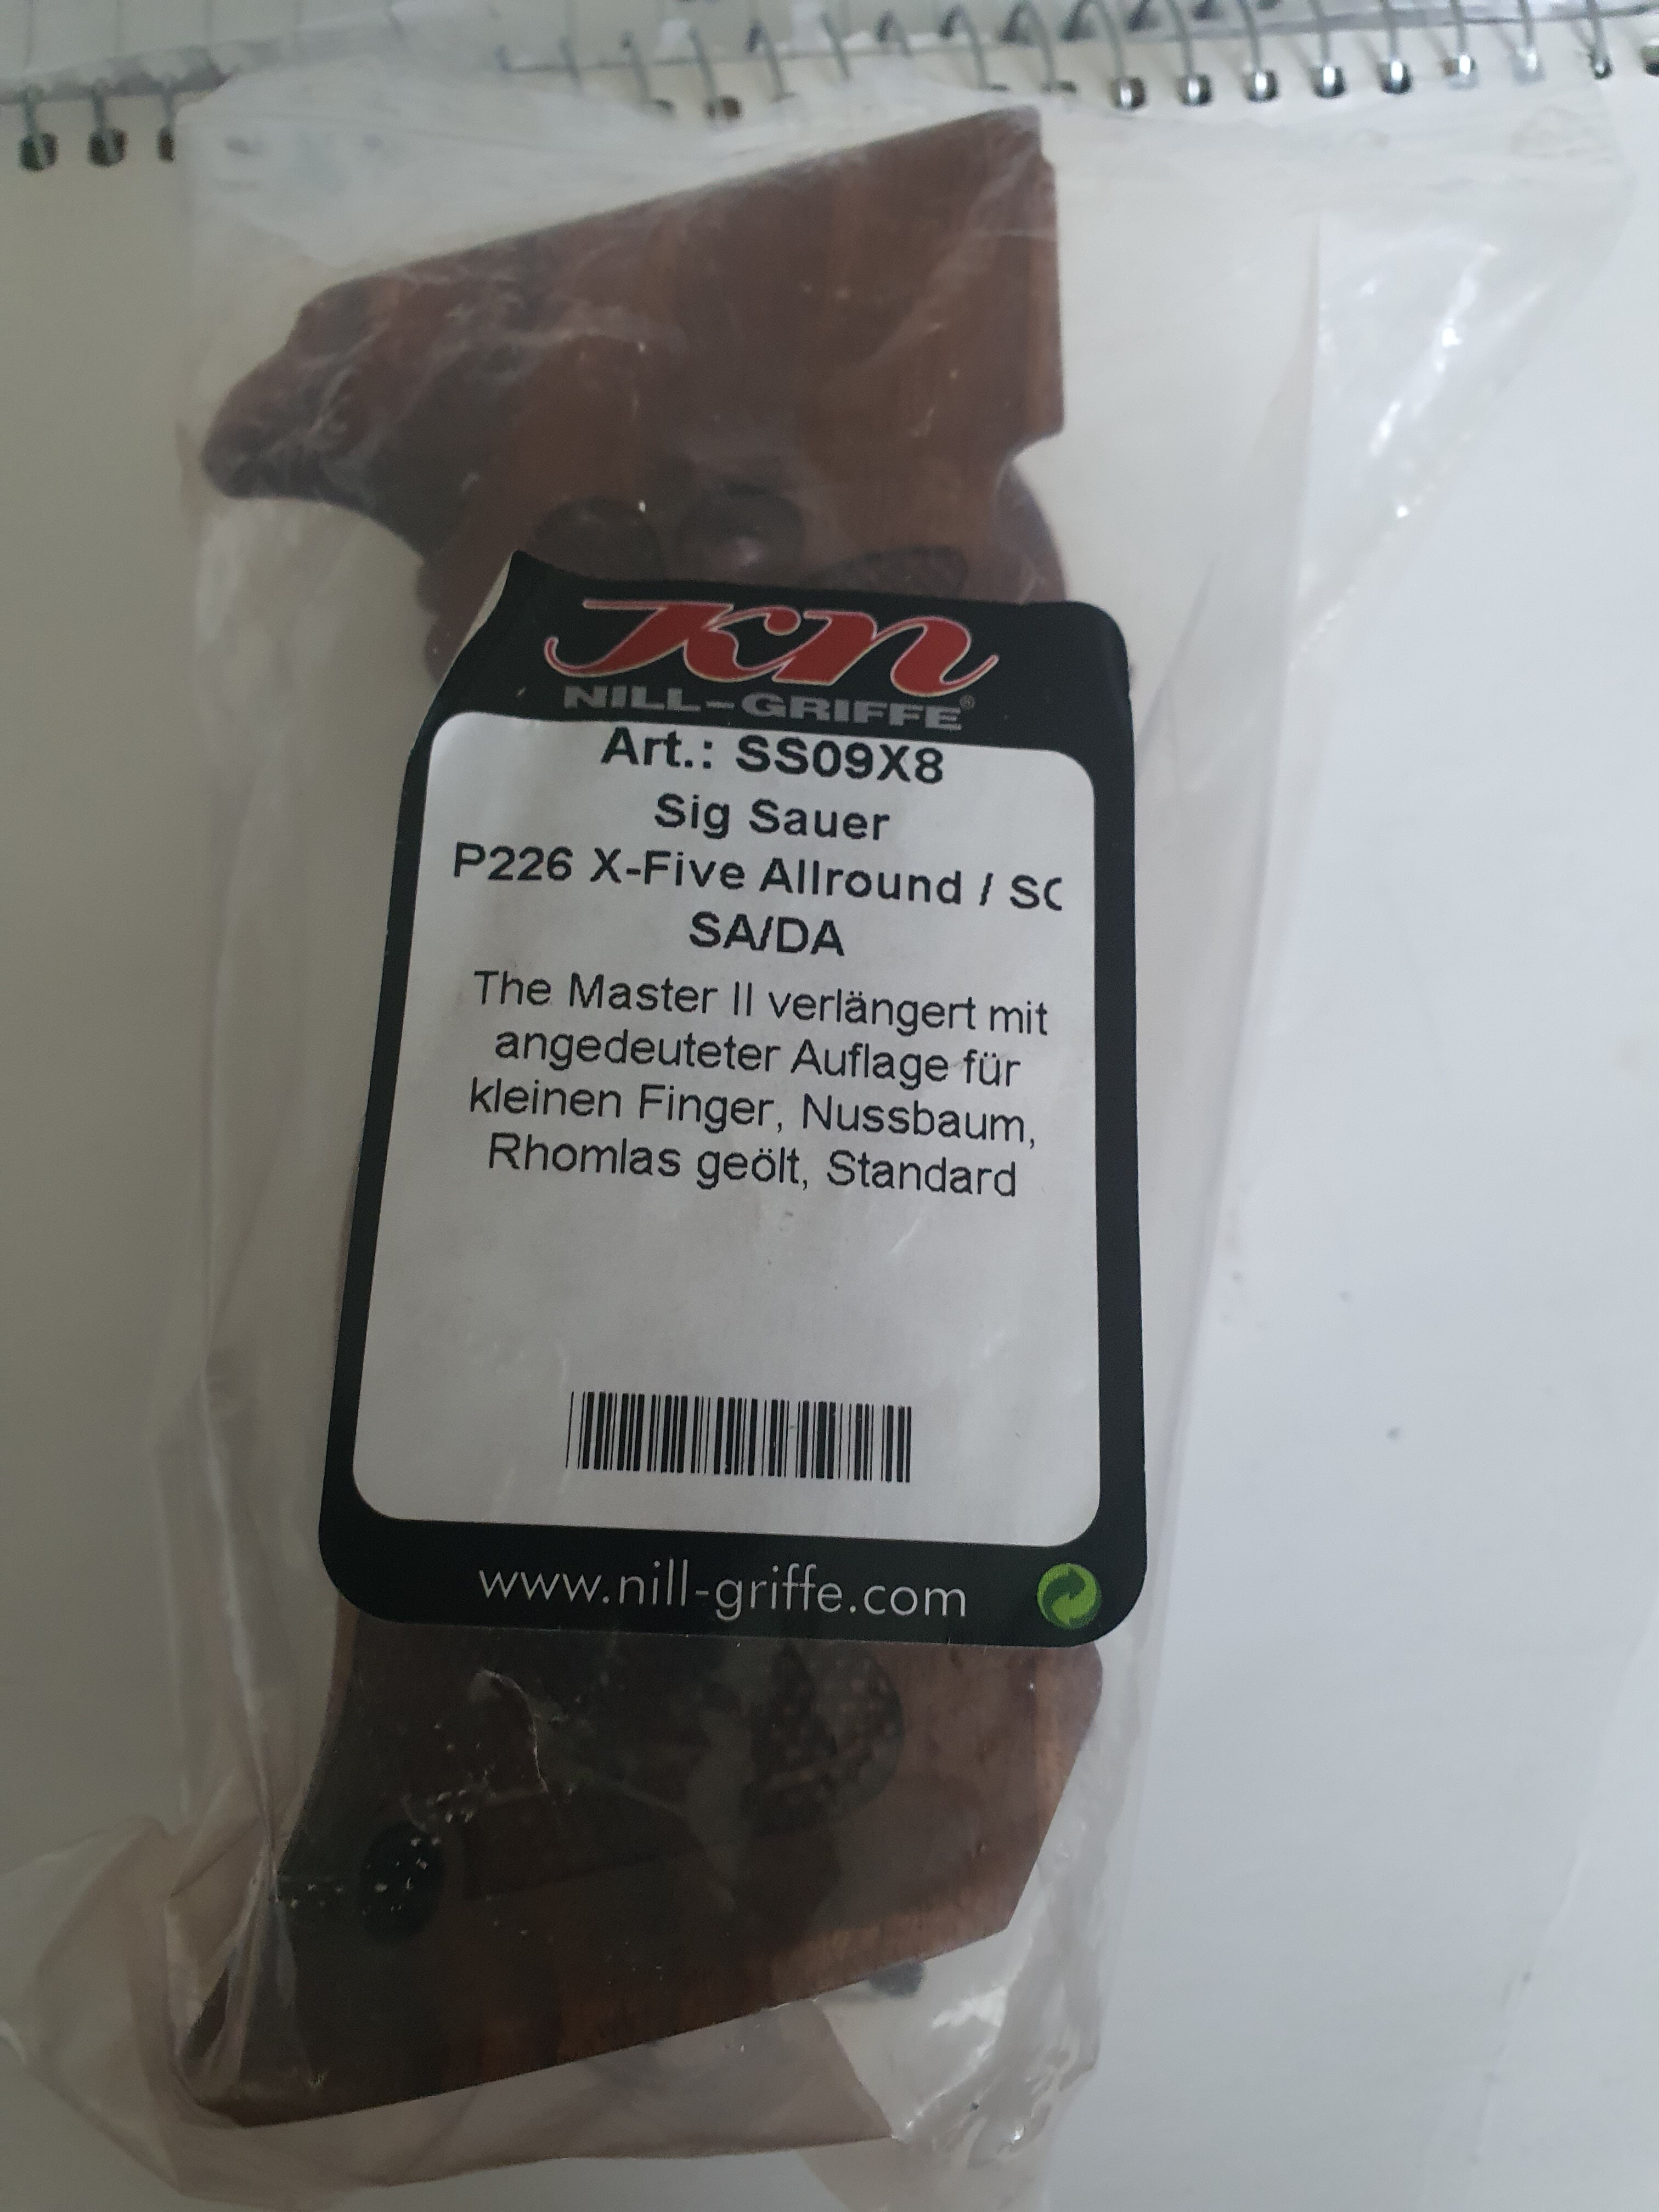 KN
NILL-GRIFFE®
Art.: SS09X8
Sig Sauer
P226 X-Five Allround / SC
SA/DA
The Master II verlängert mit
angedeuteter Auflage für
kleinen Finger, Nussbaum,
Rhomlas geölt, Standard
www.nill-griffe.com